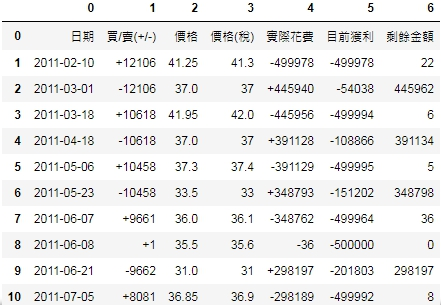 0 1 2 3 4 5 6
0 日期 買/賣(+/-) 價格 價格(稅) 實際花費 目前獲利 剩餘金額
1 2011-02-10 +12106 41.25 41.3 -499978 -499978 22
2 2011-03-01 -12106 37.0 37 +445940 -54038 445962
3 2011-03-18 +10618 41.95 42.0 -445956 -499994 6
4 2011-04-18 -10618 37.0 37 +391128 -108866 391134
5 2011-05-06 +10458 37.3 37.4 -391129 -499995 5
6 2011-05-23 -10458 33.5 33 +348793 -151202 348798
7 2011-06-07 +9661 36.0 36.1 -348762 -499964 36
8 2011-06-08 +1 35.5 35.6 -36 -500000 0
9 2011-06-21 -9662 31.0 31 +298197 -201803 298197
10 2011-07-05 +8081 36.85 36.9 -298189 -499992 8